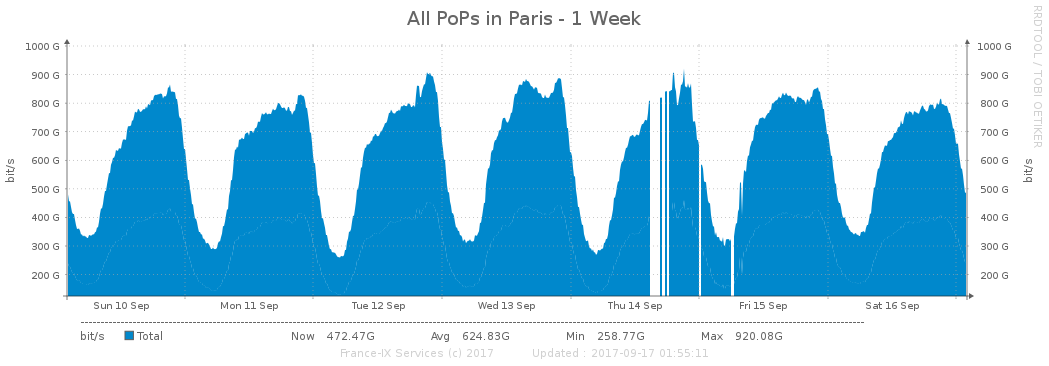 All PoPs in Paris - 1 Week
RRDTOOL / TOBI OETIKER
1000 G 1000 G
900 G 900 G
800 G 800 G
700 G 700 G
600 G 600 G
500 G 500 G
400 G 400 G
300 G 300 G
200 G 200 G
bit/s bit/s
Sun 10 Sep Mon 11 Sep Tue 12 Sep Wed 13 Sep Thu 14 Sep Fri 15 Sep Sat 16 Sep
bit/s Total Now 472.47G Avg 624.83G Min 258.77G Max 920.08G
France-IX Services (c) 2017 Updated : 2017-09-17 01:55:11